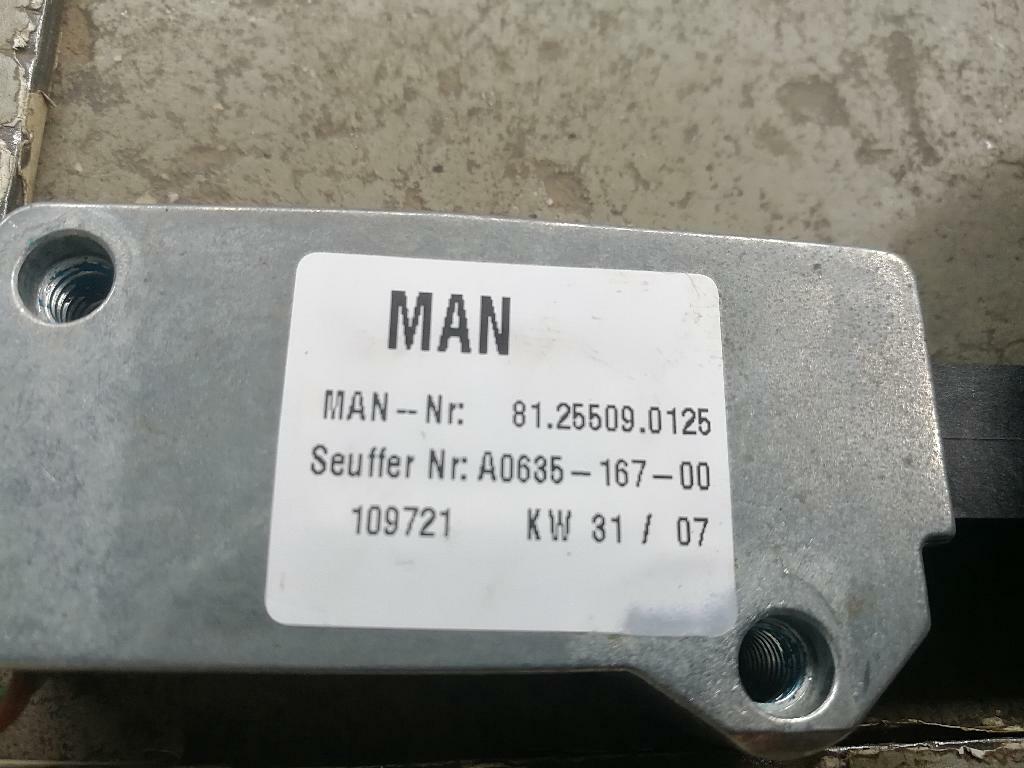 MAN
MAN--Nr: 81.25509.0125
Seuffer Nr: A0635-167-00
109721 KW 31 / 07